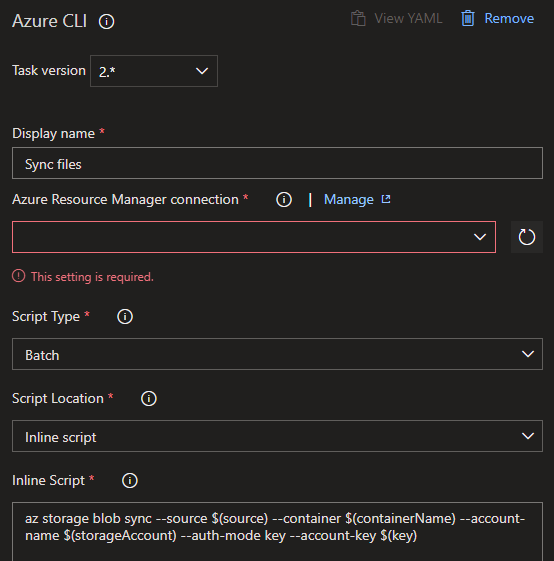 Azure CLI
View YAML
Remove
Task version
2.*
Display name *
Sync files
Azure Resource Manager connection *
|
Manage
This setting is required.
Script Type *
Batch
Script Location *
Inline script
Inline Script *
az storage blob sync --source $(source) --container $(containerName) --account-
name $(storageAccount) --auth-mode key --account-key $(key)